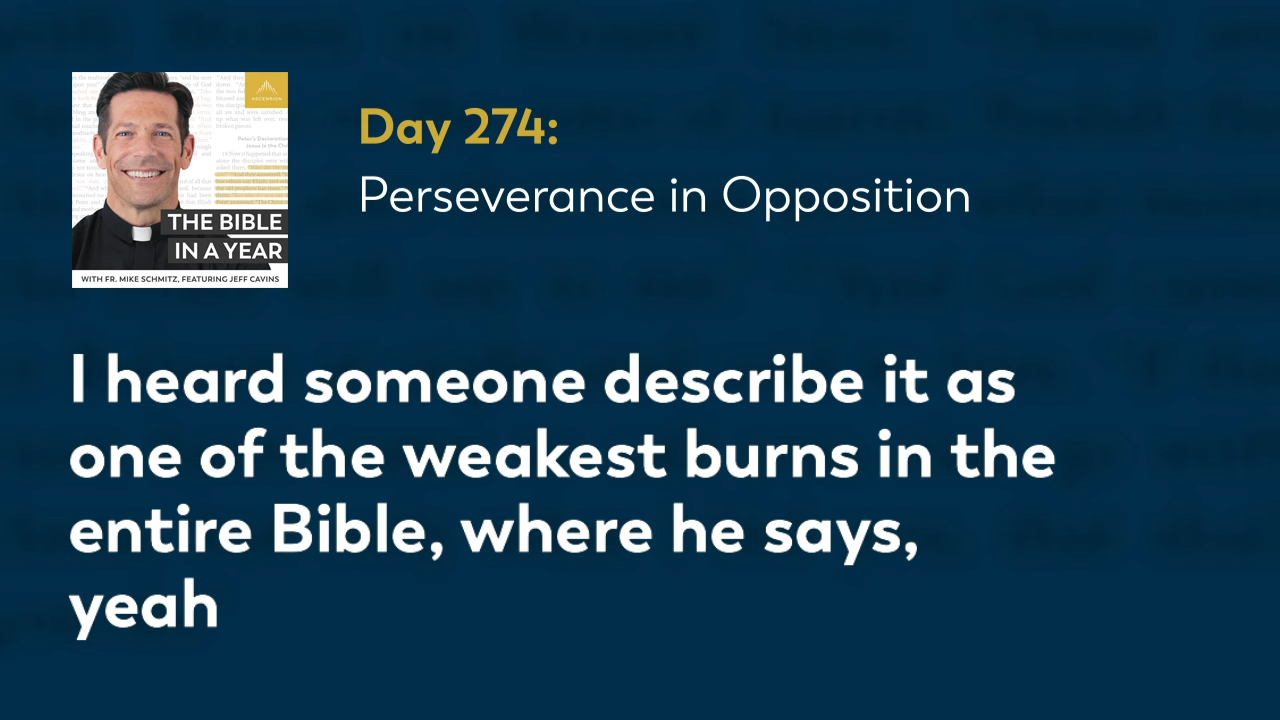 ASCENSION
THE BIBLE
IN A YEAR
WITH FR. MIKE SCHMITZ, FEATURING JEFF CAVINS
Day 274:
Perseverance in Opposition
I heard someone describe it as
one of the weakest burns in the
entire Bible, where he says,
yeah